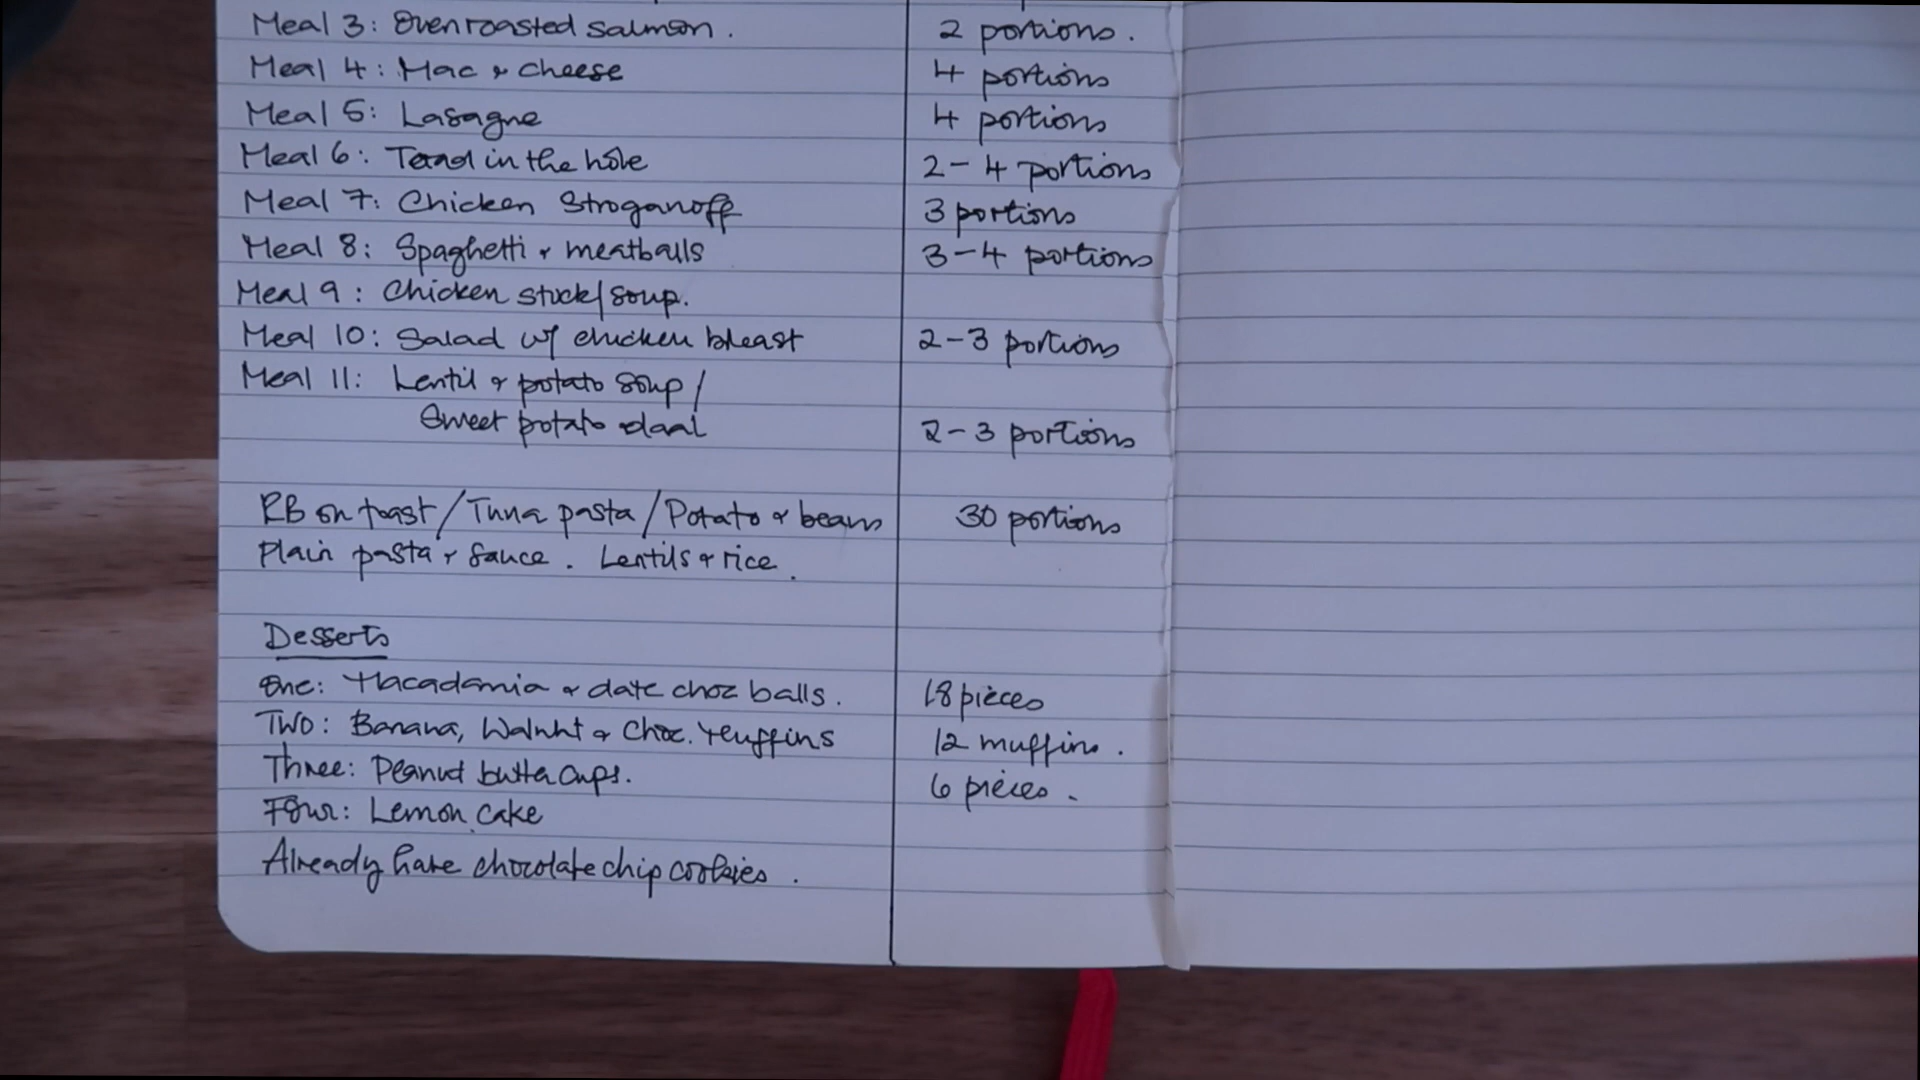 Meal 3: Oven roasted salmon. 2 portions.
Meal 4: Mac & cheese 4 portions
Meal 5: Lasagne 4 portions
Meal 6: Toad in the hole 2-4 portions
Meal 7: Chicken Stroganoff 3 portions
Meal 8: Spaghetti & meatballs 3-4 portions
Meal 9: Chicken stock/soup.
Meal 10: Salad w/ chicken breast 2-3 portions
Meal 11: Lentil & potato soup/
Sweet potato daal 2-3 portions
PB on toast/Tuna pasta/Potato & beans 30 portions
Plain pasta & sauce. Lentils & rice.
Desserts
One: Macadamia & date choc balls. 18 pieces
Two: Banana, Walnut & Choc. Muffins 12 muffins.
Three: Peanut butter cups. 6 pieces.
Four: Lemon cake
Already have chocolate chip cookies.